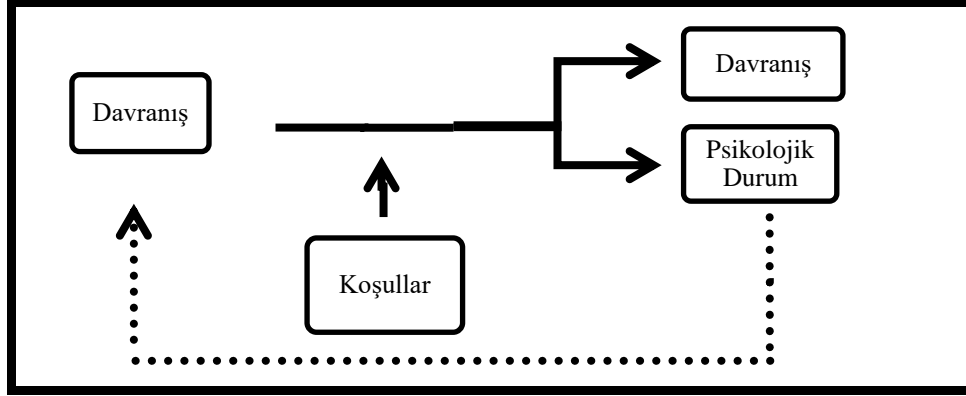 Davranış
Davranış
Psikolojik
Durum
Koşullar